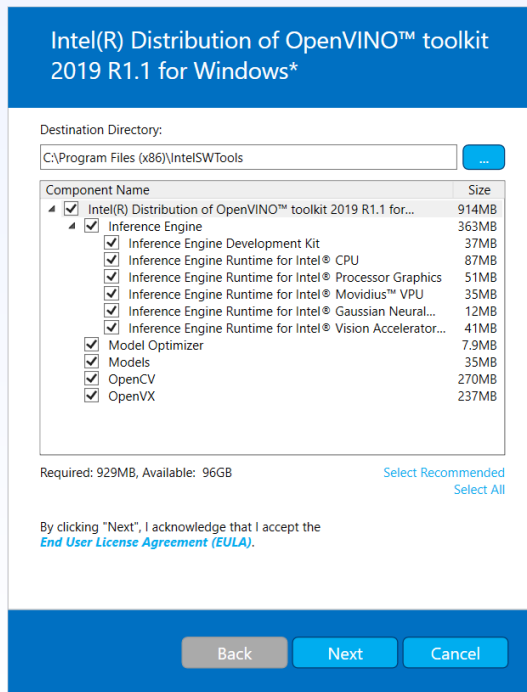 Intel(R) Distribution of OpenVINO™ toolkit
2019 R1.1 for Windows*
Destination Directory:
C:\Program Files (x86)\IntelSWTools
...
Component Name Size
Intel(R) Distribution of OpenVINO™ toolkit 2019 R1.1 for... 914MB
Inference Engine 363MB
Inference Engine Development Kit 37MB
Inference Engine Runtime for Intel® CPU 87MB
Inference Engine Runtime for Intel® Processor Graphics 51MB
Inference Engine Runtime for Intel® Movidius™ VPU 35MB
Inference Engine Runtime for Intel® Gaussian Neural... 12MB
Inference Engine Runtime for Intel® Vision Accelerator... 41MB
Model Optimizer 7.9MB
Models 35MB
OpenCV 270MB
OpenVX 237MB
Required: 929MB, Available: 96GB
Select Recommended
Select All
By clicking "Next", I acknowledge that I accept the
End User License Agreement (EULA).
Back Next Cancel